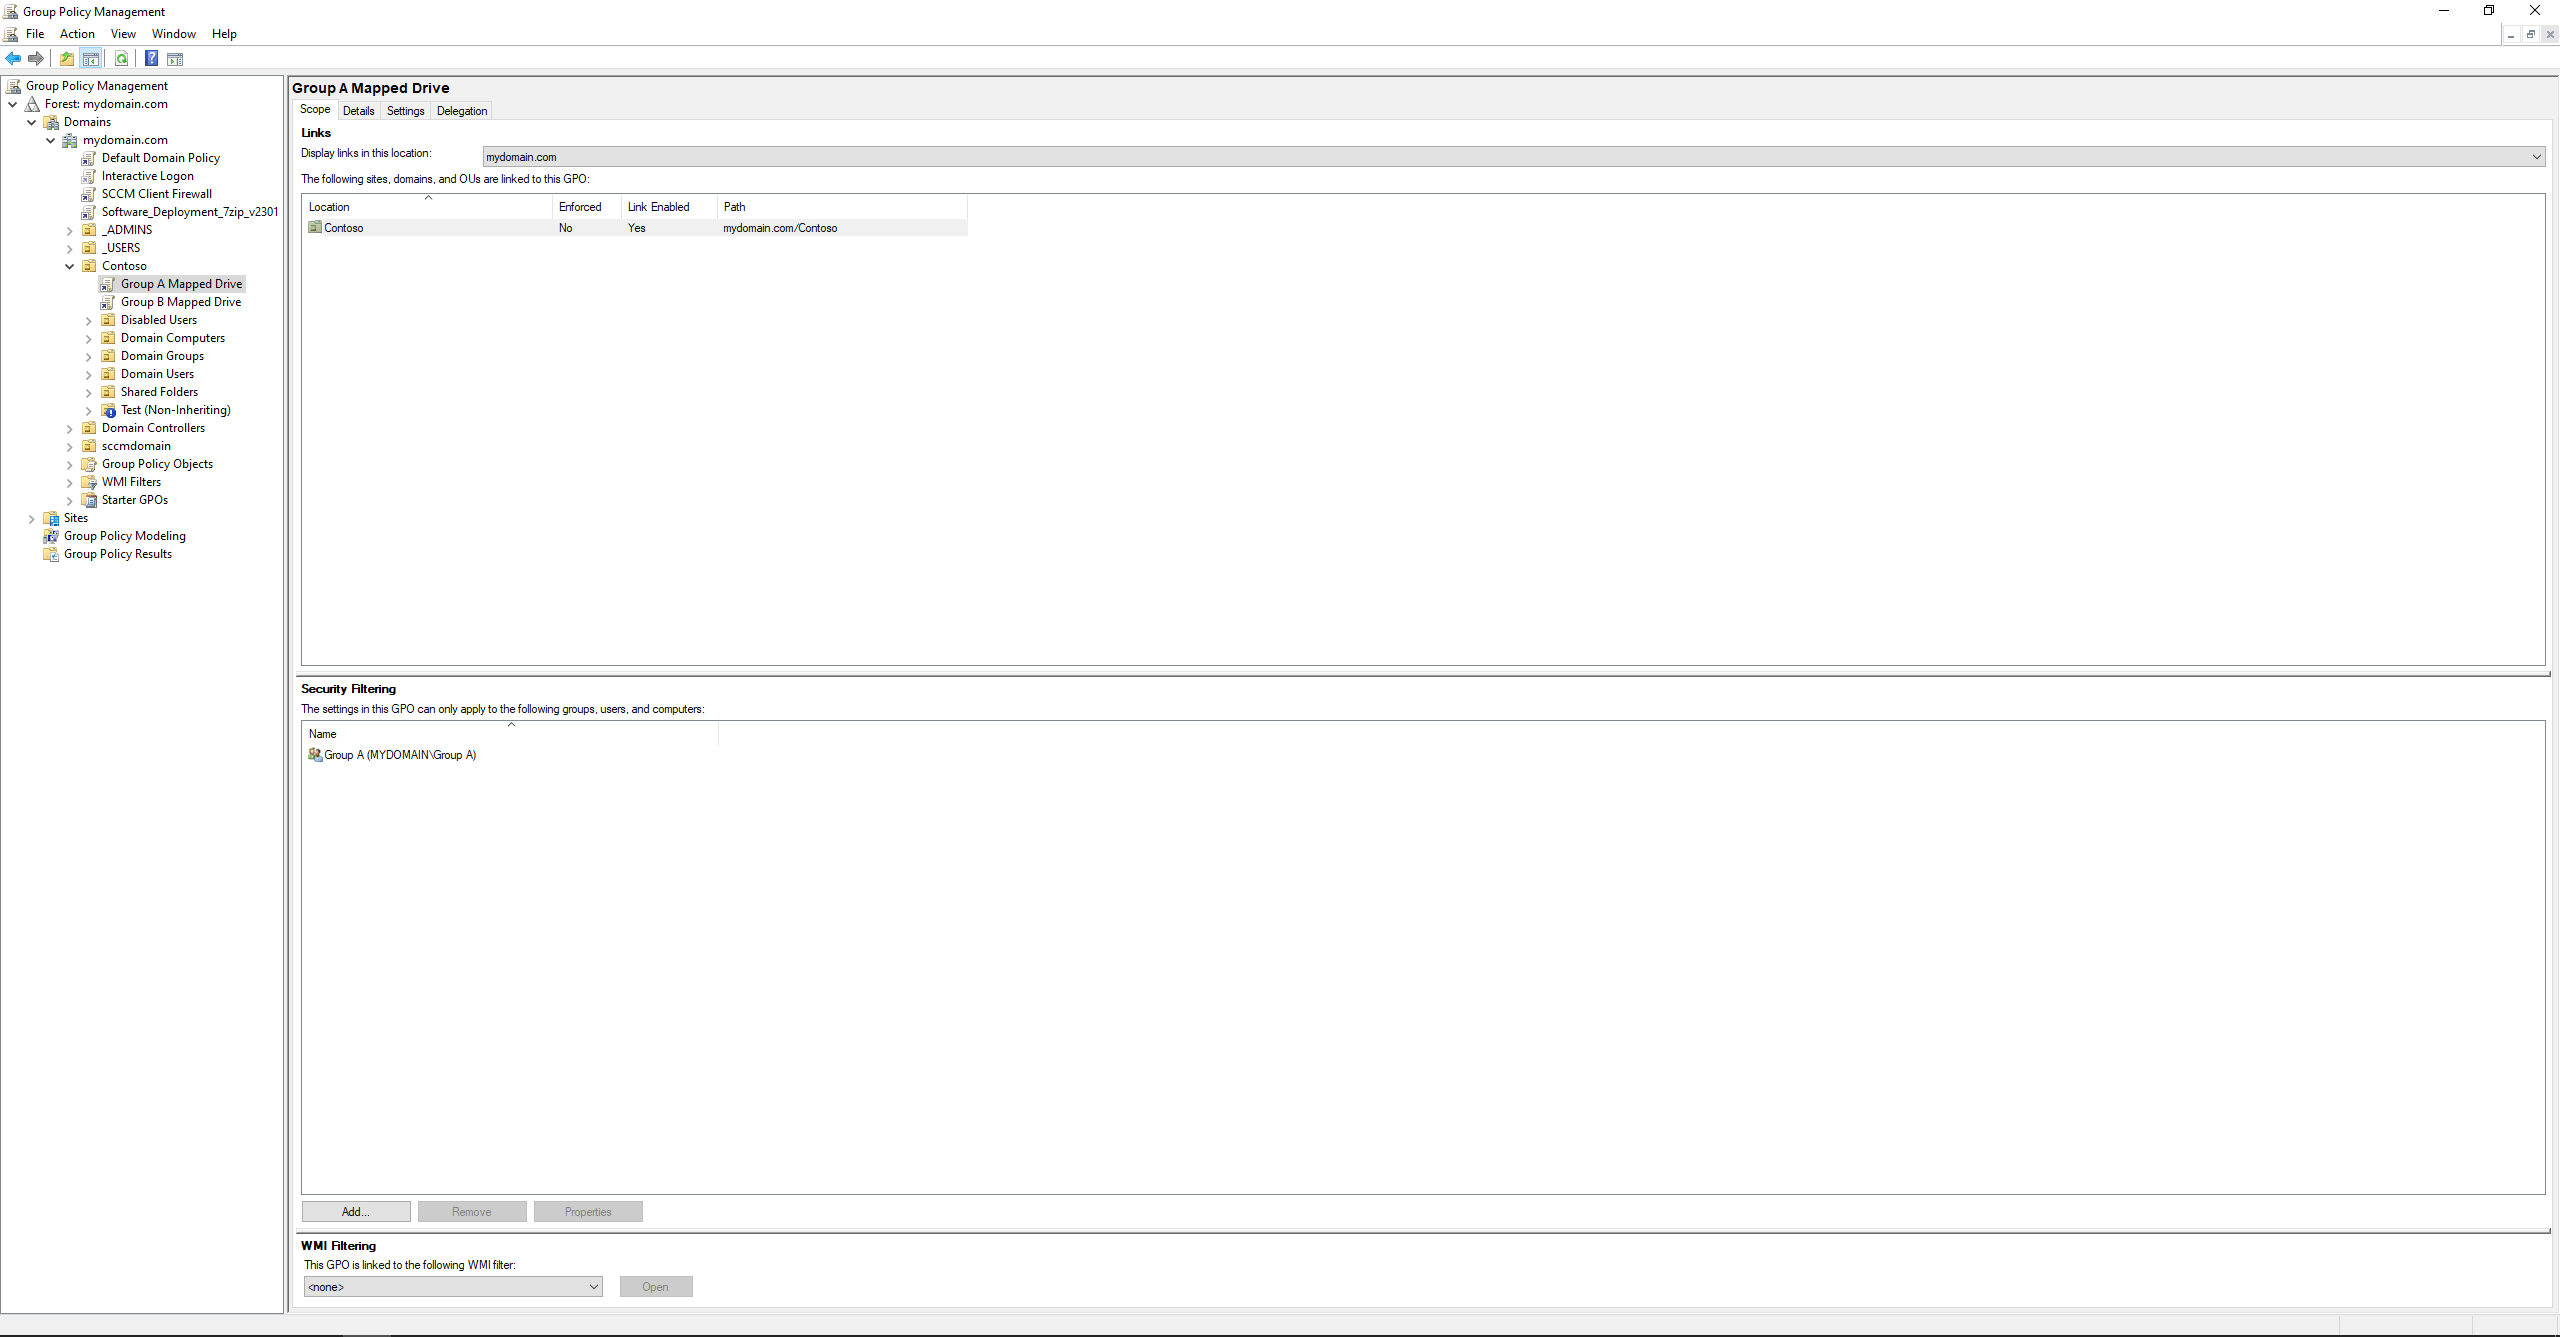 Group Policy Management
File Action View Window Help
Group Policy Management
Forest: mydomain.com
Domains
mydomain.com
Default Domain Policy
Interactive Logon
SCCM Client Firewall
Software_Deployment_7zip_v2301
_ADMINS
_USERS
Contoso
Group A Mapped Drive
Group B Mapped Drive
Disabled Users
Domain Computers
Domain Groups
Domain Users
Shared Folders
Test (Non-Inheriting)
Domain Controllers
sccmdomain
Group Policy Objects
WMI Filters
Starter GPOs
Sites
Group Policy Modeling
Group Policy Results
Group A Mapped Drive
Scope Details Settings Delegation
Links
Display links in this location: mydomain.com
The following sites, domains, and OUs are linked to this GPO:
Location Enforced Link Enabled Path
Contoso No Yes mydomain.com/Contoso
Security Filtering
The settings in this GPO can only apply to the following groups, users, and computers:
Name
Group A (MYDOMAIN\Group A)
Add... Remove Properties
WMI Filtering
This GPO is linked to the following WMI filter:
<none> Open